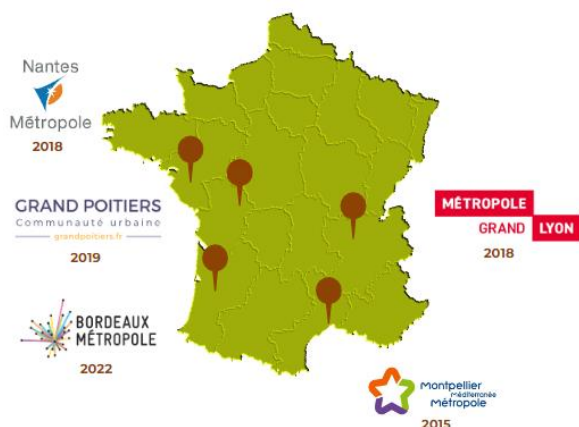 Nantes
Métropole
2018
GRAND POITIERS
Communauté urbaine
grandpoitiers.fr
2019
BORDEAUX
MÉTROPOLE
2022
MÉTROPOLE
GRAND LYON
2018
Montpellier
méditerranée
métropole
2015